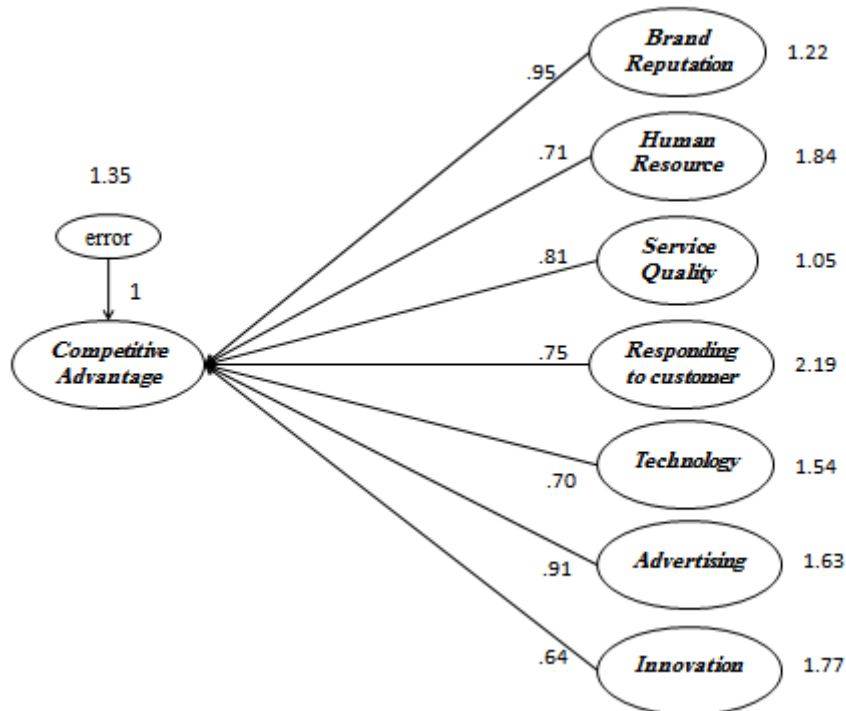 Brand
Reputation
1.22
.95
Human
Resource
1.84
.71
1.35
error
1
Service
Quality
1.05
.81
Competitive
Advantage
Responding
to customer
2.19
.75
Technology
1.54
.70
Advertising
1.63
.91
Innovation
1.77
.64